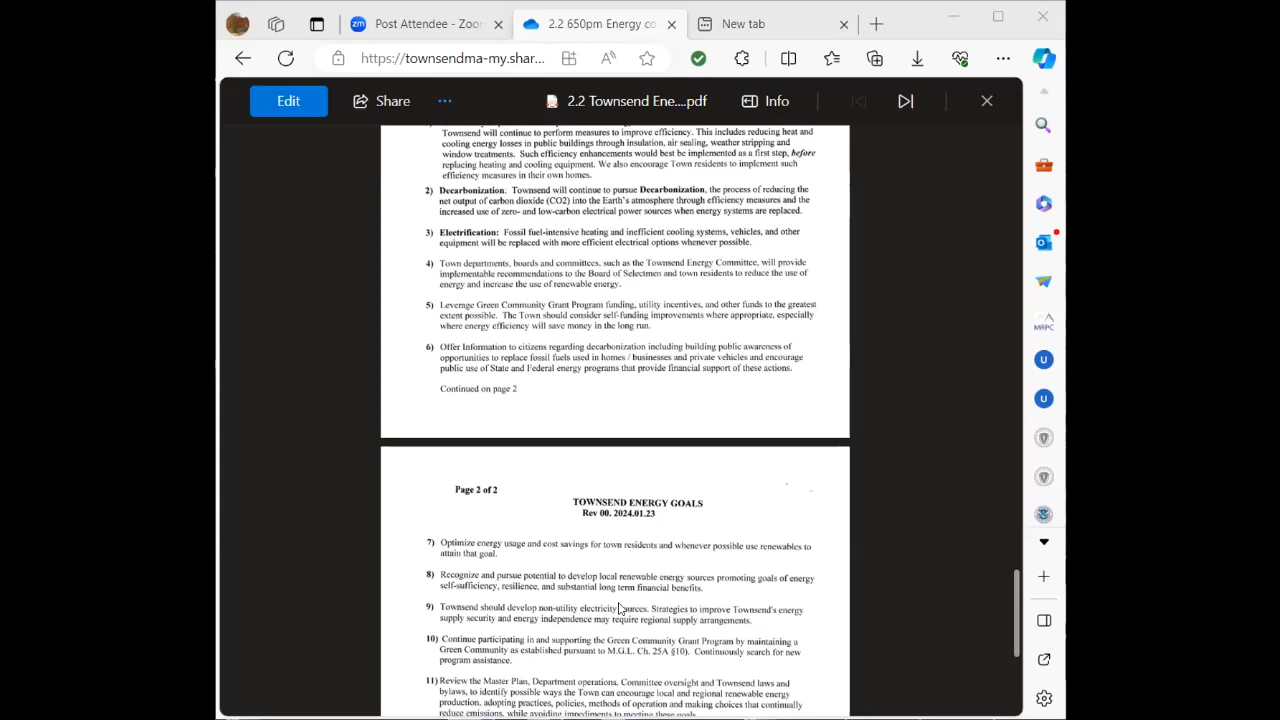 Post Attendee - Zoo
2.2 650pm Energy co
New tab
https://townsendma-my.shar...
Edit
Share
2.2 Townsend Ene....pdf
Info
Townsend will continue to perform measures to improve efficiency. This includes reducing heat and
cooling energy losses in public buildings through insulation, air sealing, weather stripping and
window treatments. Such efficiency enhancements would best be implemented as a first step, before
replacing heating and cooling equipment. We also encourage Town residents to implement such
efficiency measures in their own homes.
2) Decarbonization: Townsend will continue to pursue Decarbonization, the process of reducing the
net output of carbon dioxide (CO2) into the Earth's atmosphere through efficiency measures and the
increased use of zero- and low-carbon electrical power sources when energy systems are replaced.
3) Electrification: Fossil fuel-intensive heating and inefficient cooling systems, vehicles, and other
equipment will be replaced with more efficient electrical options whenever possible.
4) Town departments, boards and committees, such as the Townsend Energy Committee, will provide
implementable recommendations to the Board of Selectmen and town residents to reduce the use of
energy and increase the use of renewable energy.
5) Leverage Green Community Grant Program funding, utility incentives, and other funds to the greatest
extent possible. The Town should consider self-funding improvements where appropriate, especially
where energy efficiency will save money in the long run.
6) Offer Information to citizens regarding decarbonization including building public awareness of
opportunities to replace fossil fuels used in homes / businesses and private vehicles and encourage
public use of State and Federal energy programs that provide financial support of these actions.
Continued on page 2
Page 2 of 2
TOWNSEND ENERGY GOALS
Rev 00. 2024.01.23
7) Optimize energy usage and cost savings for town residents and whenever possible use renewables to
attain that goal.
8) Recognize and pursue potential to develop local renewable energy sources promoting goals of energy
self-sufficiency, resilience, and substantial long term financial benefits.
9) Townsend should develop non-utility electricity sources. Strategies to improve Townsend's energy
supply security and energy independence may require regional supply arrangements.
10) Continue participating in and supporting the Green Community Grant Program by maintaining a
Green Community as established pursuant to M.G.L. Ch. 25A §10). Continuously search for new
program assistance.
11) Review the Master Plan, Department operations, Committee oversight and Townsend laws and
bylaws, to identify possible ways the Town can encourage local and regional renewable energy
production, adopting practices, policies, methods of operation and making choices that continually
reduce emissions, while avoiding impediments to meeting these goals.
MRPC
U
U